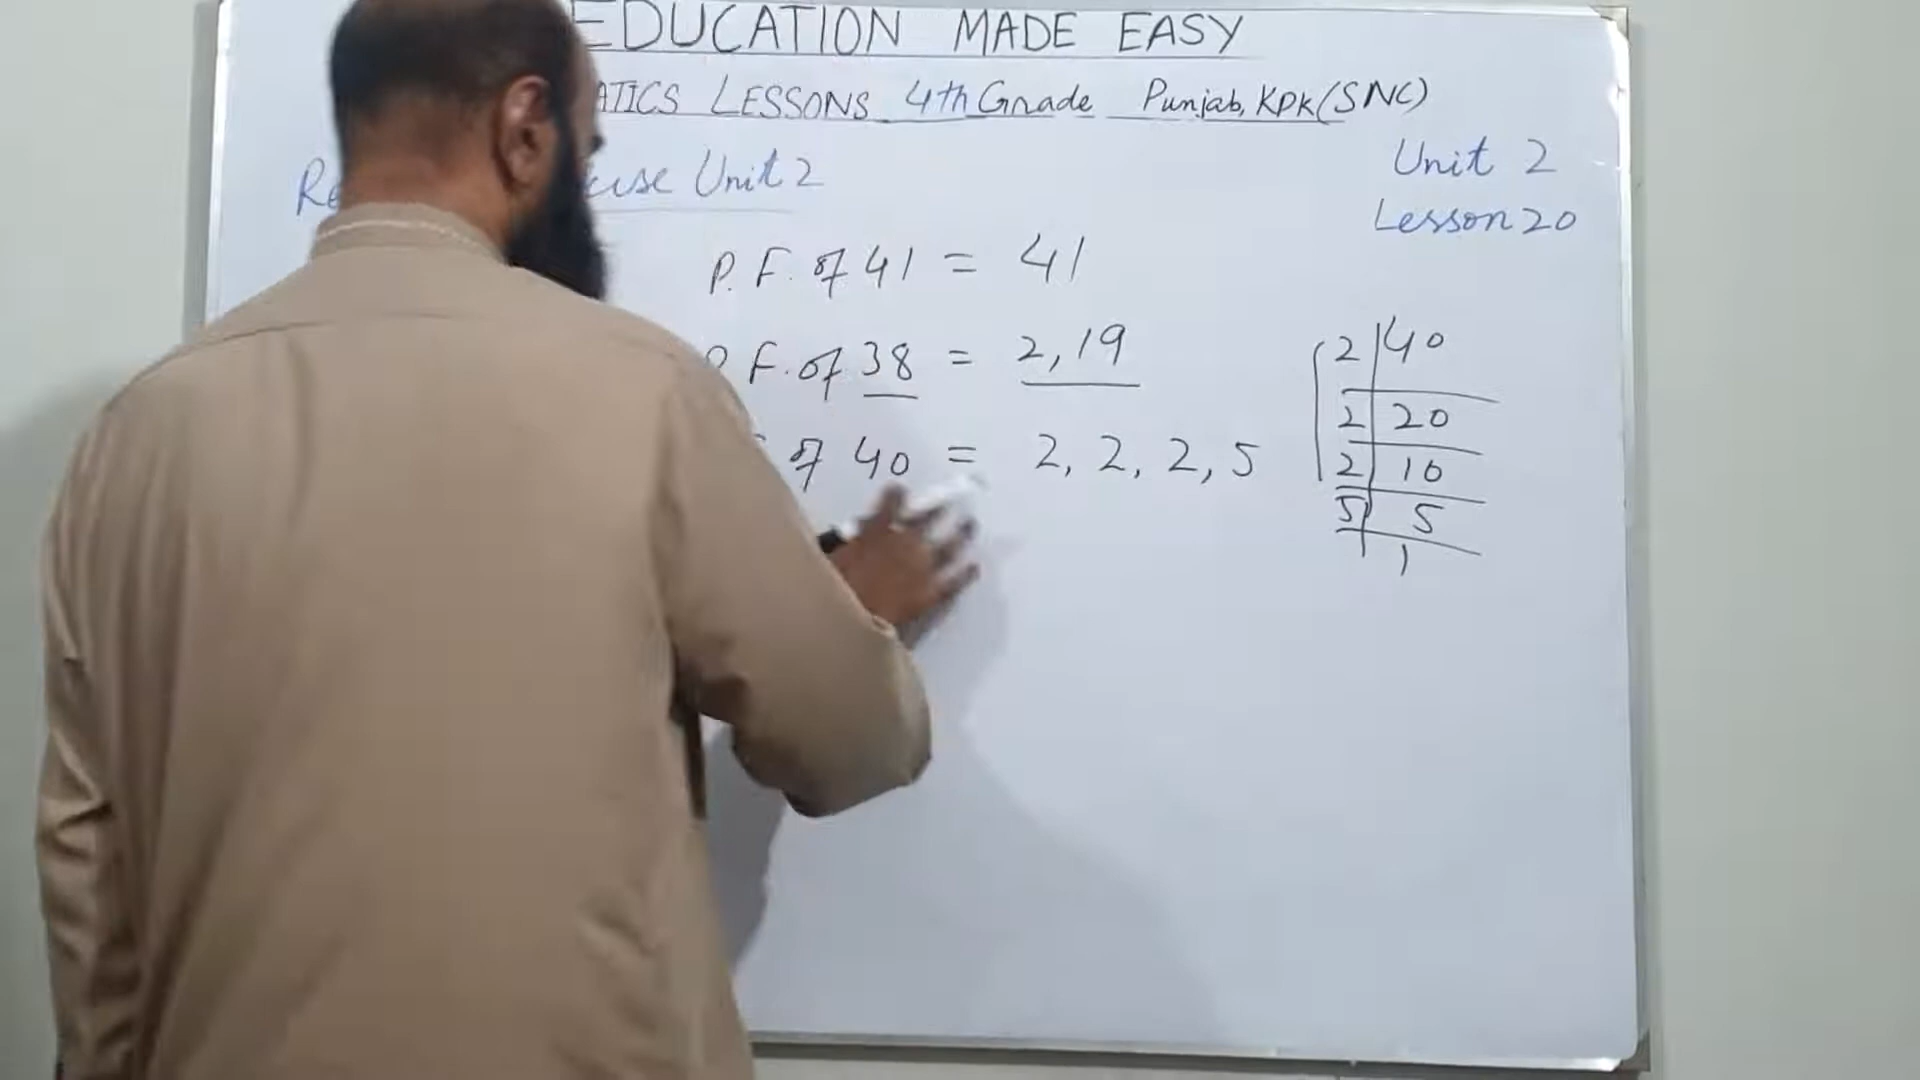 EDUCATION MADE EASY
ATICS LESSONS 4th Grade Punjab, KPK (SNC)
Unit 2
Unit 2
Lesson 20
P. F. of 41 = 41
F. of 38 = 2, 19
of 40 = 2, 2, 2, 5
2 | 40
2 | 20
2 | 10
5 | 5
1